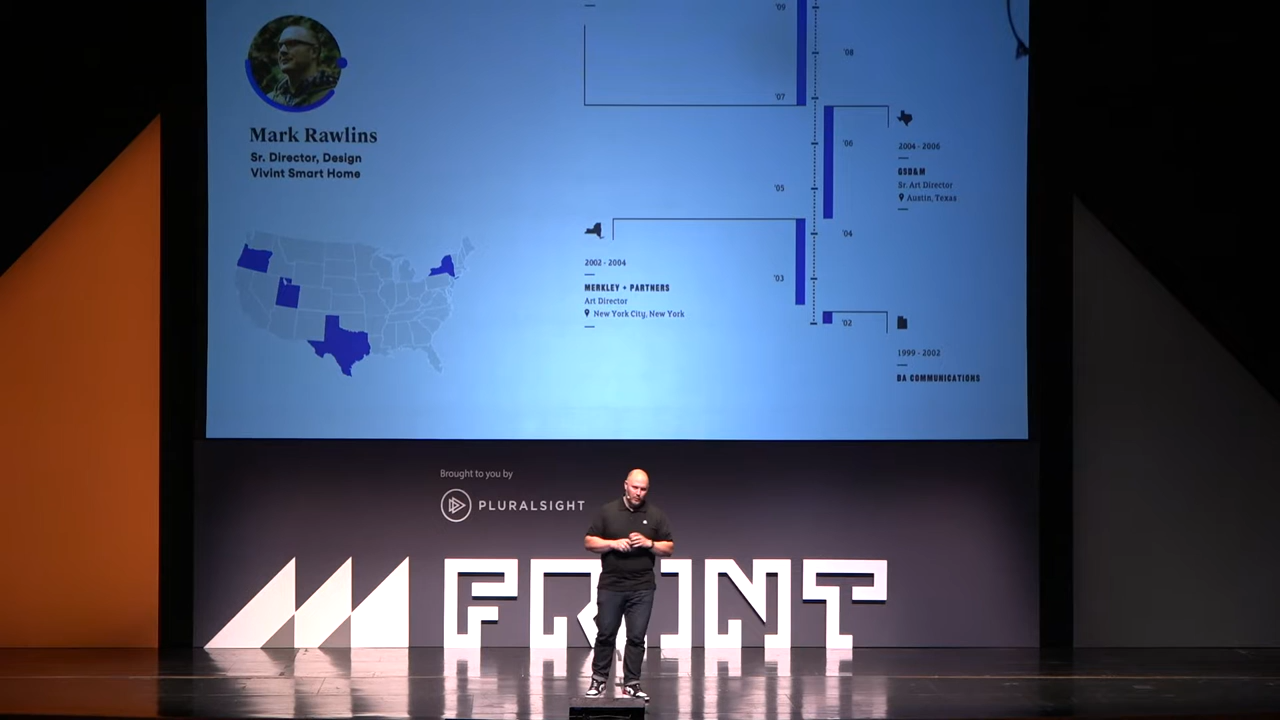 Mark Rawlins
Sr. Director, Design
Vivint Smart Home
'09
'08
'07
'06
'05
'04
'03
'02
2004 - 2006
GSD&M
Sr. Art Director
Austin, Texas
2002 - 2004
MERKLEY + PARTNERS
Art Director
New York City, New York
1999 - 2002
DA COMMUNICATIONS
Brought to you by
PLURALSIGHT
FRONT